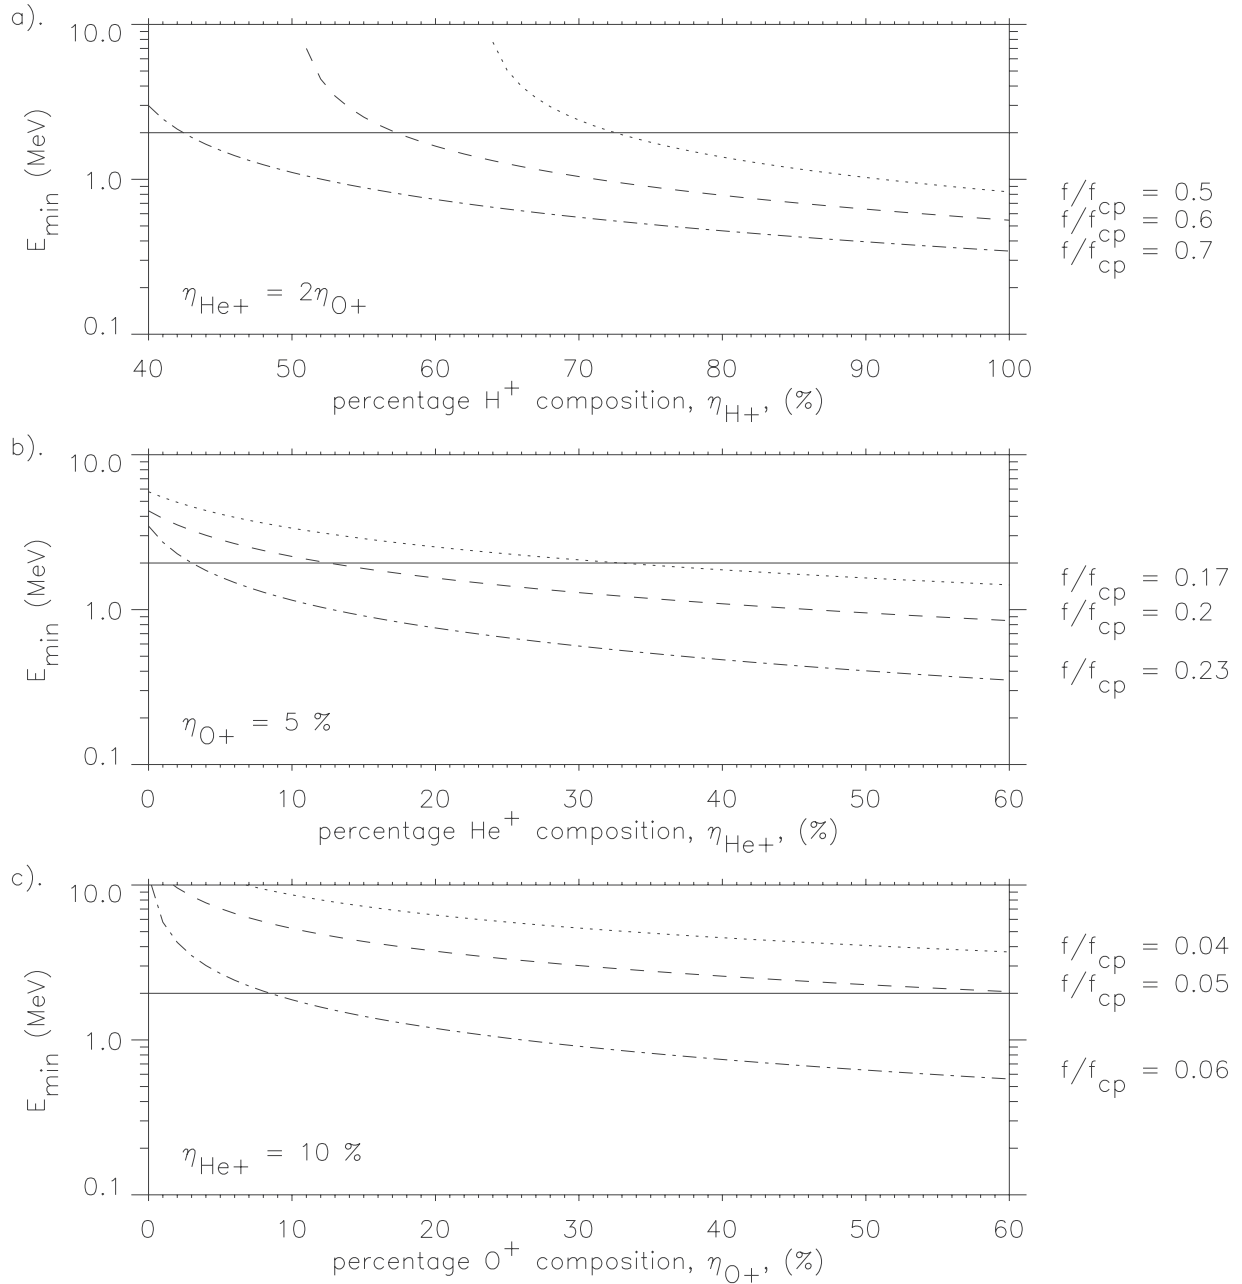 a).
10.0
1.0
0.1
E_min (MeV)
η_He+ = 2η_O+
f/f_cp = 0.5
f/f_cp = 0.6
f/f_cp = 0.7
40 50 60 70 80 90 100
percentage H^+ composition, η_H+, (%)
b).
10.0
1.0
0.1
E_min (MeV)
η_O+ = 5 %
f/f_cp = 0.17
f/f_cp = 0.2
f/f_cp = 0.23
0 10 20 30 40 50 60
percentage He^+ composition, η_He+, (%)
c).
10.0
1.0
0.1
E_min (MeV)
η_He+ = 10 %
f/f_cp = 0.04
f/f_cp = 0.05
f/f_cp = 0.06
0 10 20 30 40 50 60
percentage O^+ composition, η_O+, (%)